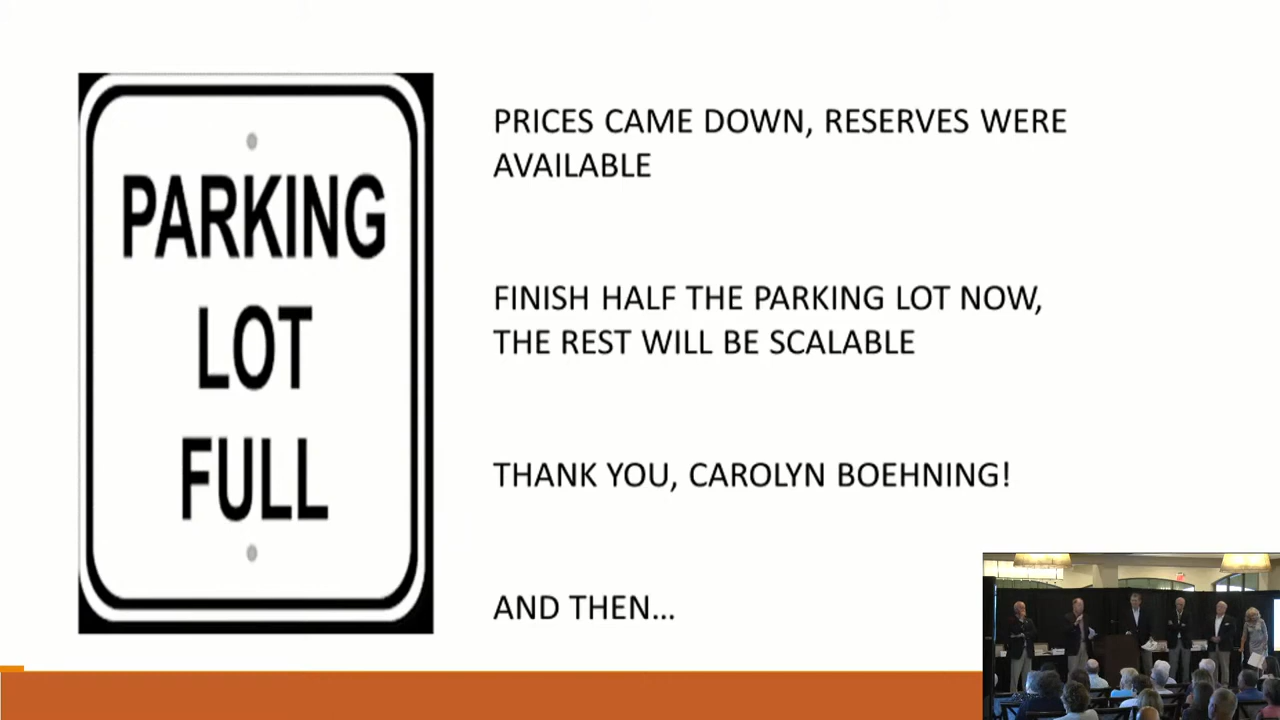 PARKING
LOT
FULL
PRICES CAME DOWN, RESERVES WERE
AVAILABLE
FINISH HALF THE PARKING LOT NOW,
THE REST WILL BE SCALABLE
THANK YOU, CAROLYN BOEHNING!
AND THEN...